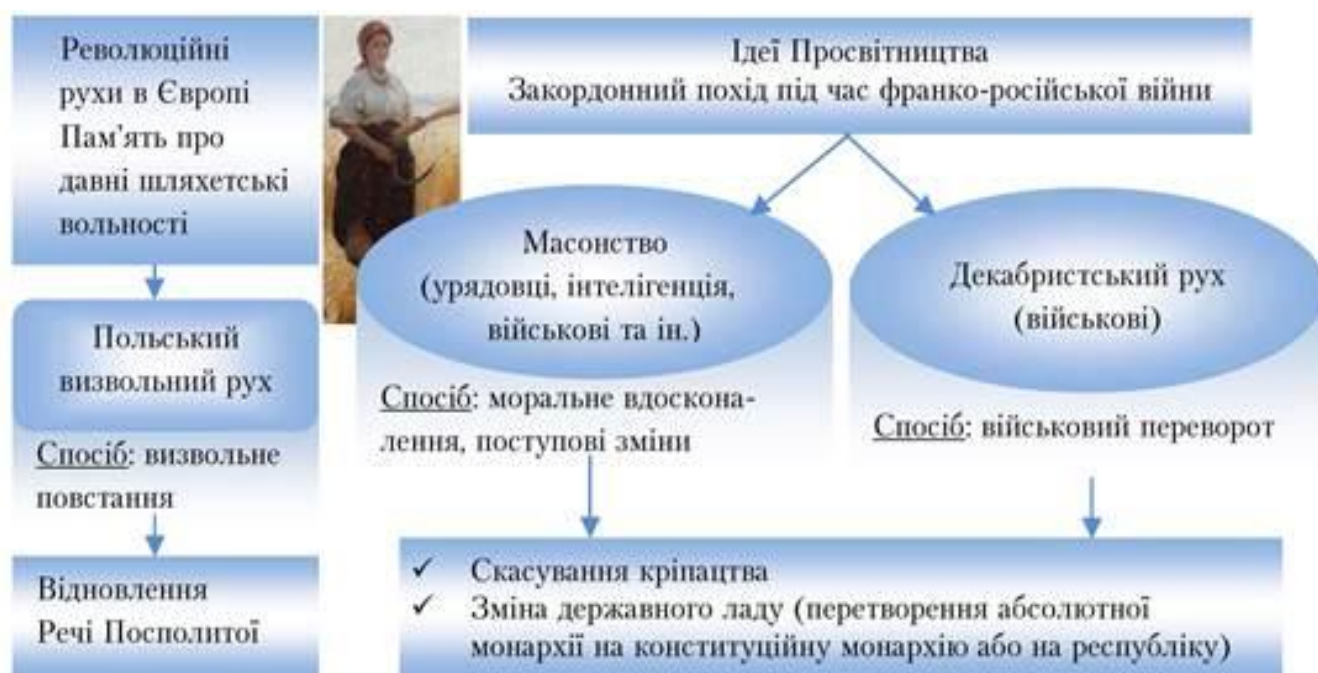 Революційні
рухи в Європі
Пам'ять про
давні шляхетські
вольності
Польський
визвольний рух
Спосіб: визвольне
повстання
Відновлення
Речі Посполитої
Ідеї Просвітництва
Закордонний похід під час франко-російської війни
Масонство
(урядовці, інтелігенція,
військові та ін.)
Спосіб: моральне вдоскона-
лення, поступові зміни
Декабристський рух
(військові)
Спосіб: військовий переворот
✓ Скасування кріпацтва
✓ Зміна державного ладу (перетворення абсолютної
монархії на конституційну монархію або на республіку)